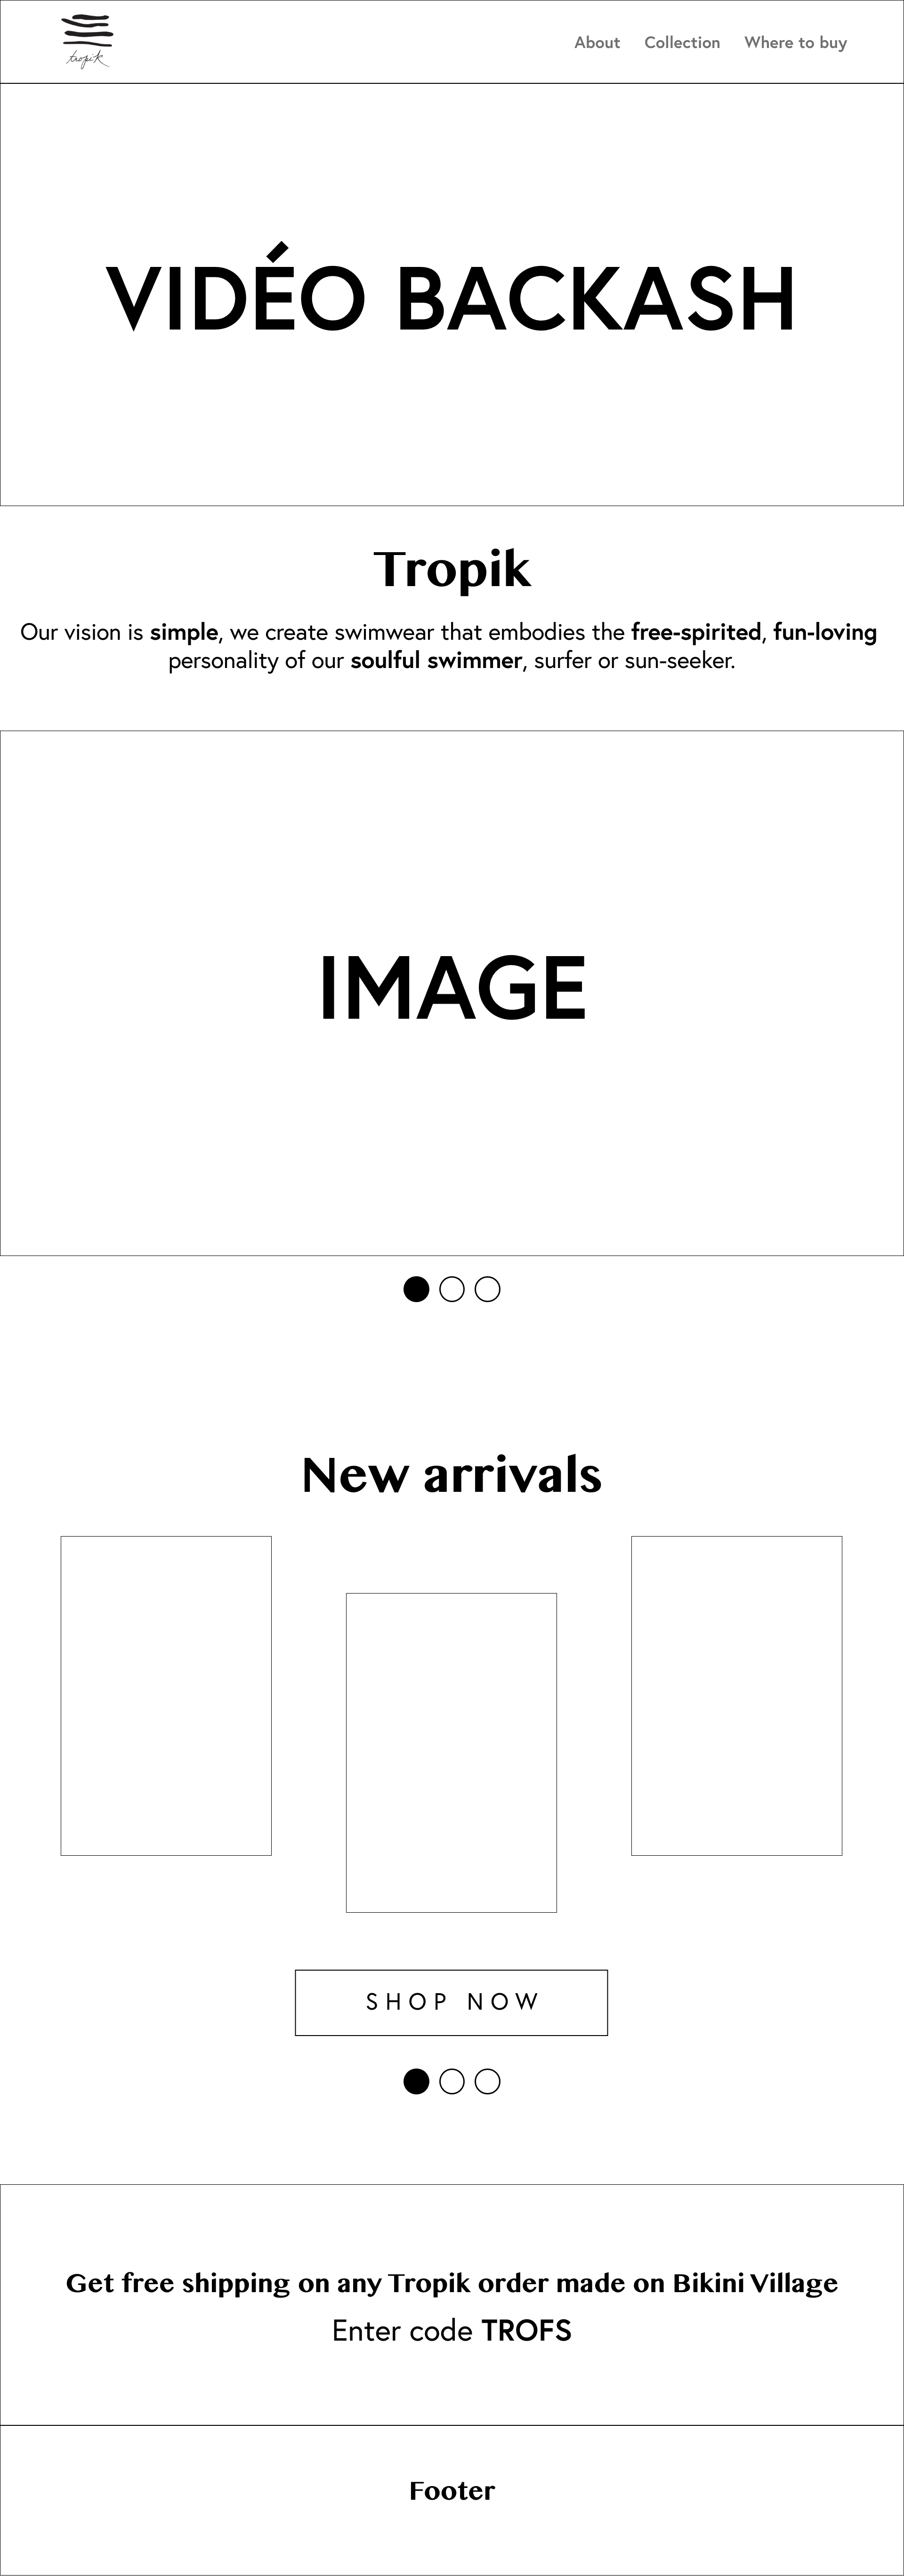 tropik
About Collection Where to buy
VIDÉO BACKASH
Tropik
Our vision is simple, we create swimwear that embodies the free-spirited, fun-loving
personality of our soulful swimmer, surfer or sun-seeker.
IMAGE
New arrivals
SHOP NOW
Get free shipping on any Tropik order made on Bikini Village
Enter code TROFS
Footer